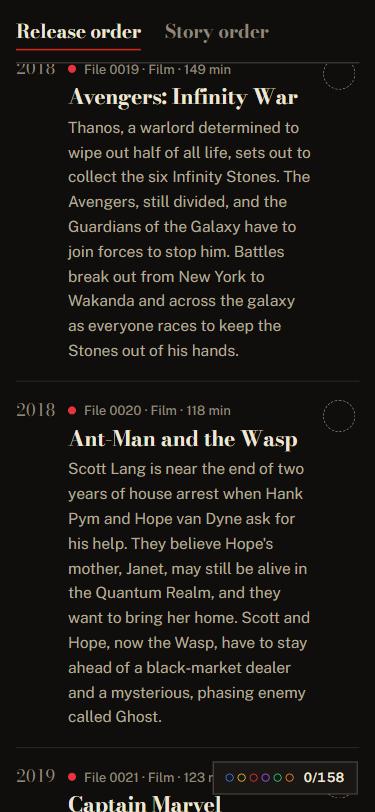 Release order Story order
2018 File 0019 · Film · 149 min
Avengers: Infinity War
Thanos, a warlord determined to
wipe out half of all life, sets out to
collect the six Infinity Stones. The
Avengers, still divided, and the
Guardians of the Galaxy have to
join forces to stop him. Battles
break out from New York to
Wakanda and across the galaxy
as everyone races to keep the
Stones out of his hands.
2018 File 0020 · Film · 118 min
Ant-Man and the Wasp
Scott Lang is near the end of two
years of house arrest when Hank
Pym and Hope van Dyne ask for
his help. They believe Hope's
mother, Janet, may still be alive in
the Quantum Realm, and they
want to bring her home. Scott and
Hope, now the Wasp, have to stay
ahead of a black-market dealer
and a mysterious, phasing enemy
called Ghost.
2019 File 0021 · Film · 123
0/158
Captain Marvel